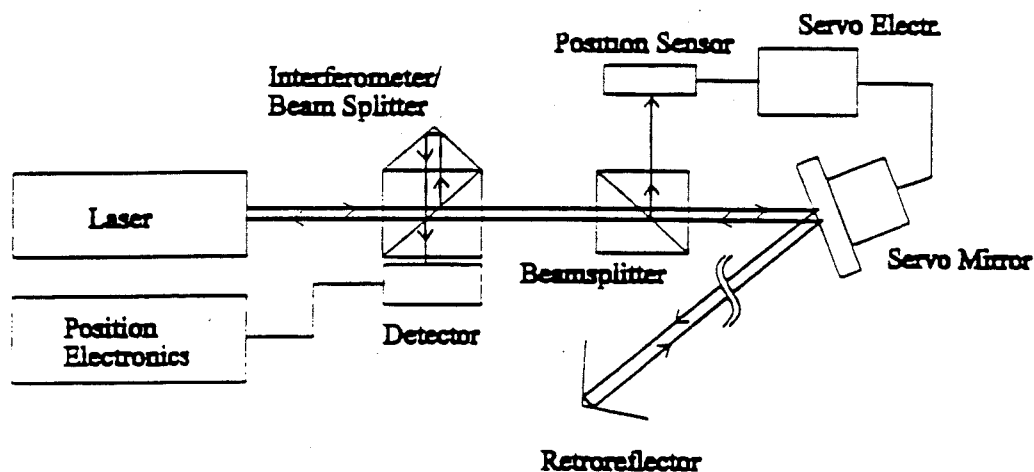 Servo Electr.
Position Sensor
Interferometer/
Beam Splitter
Laser
Beamsplitter
Servo Mirror
Position
Electronics
Detector
Retroreflector